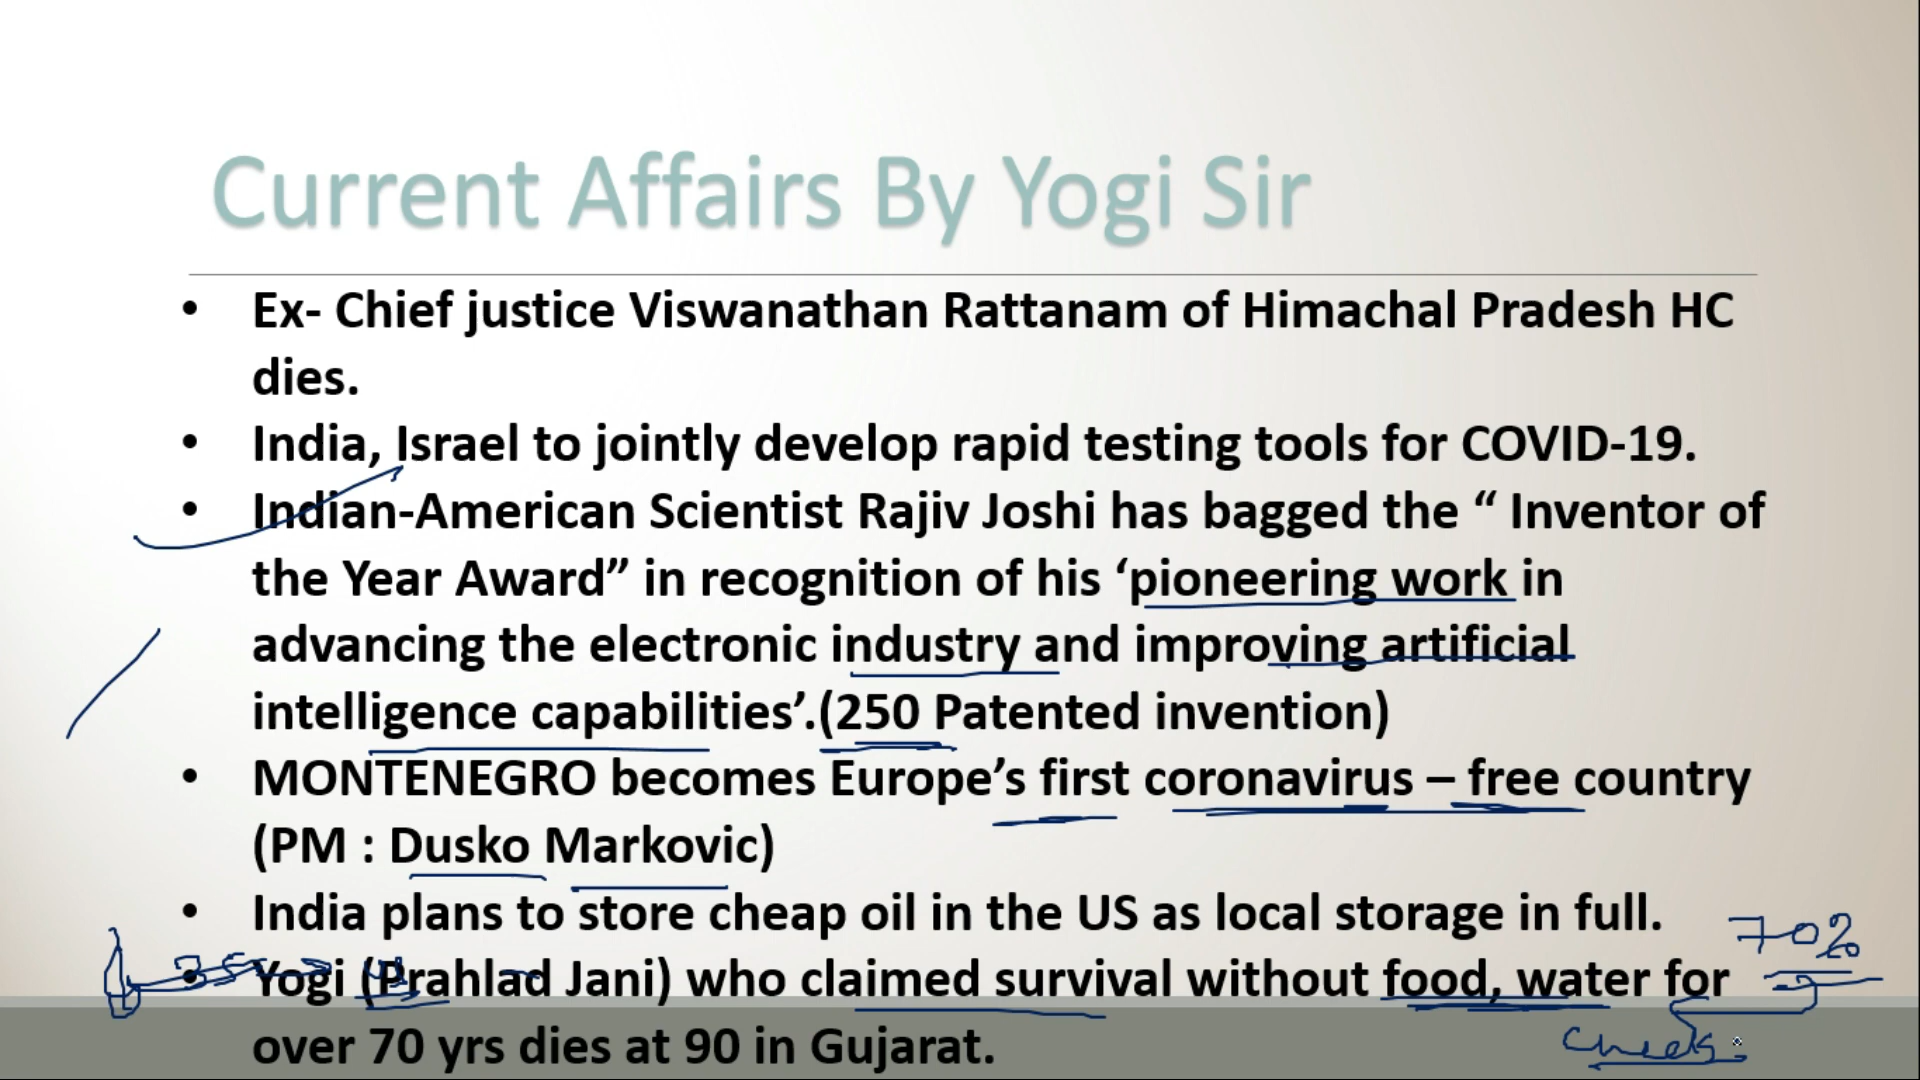 Current Affairs By Yogi Sir
• Ex- Chief justice Viswanathan Rattanam of Himachal Pradesh HC
dies.
• India, Israel to jointly develop rapid testing tools for COVID-19.
• Indian-American Scientist Rajiv Joshi has bagged the “ Inventor of
the Year Award” in recognition of his ‘pioneering work in
advancing the electronic industry and improving artificial
intelligence capabilities’.(250 Patented invention)
• MONTENEGRO becomes Europe’s first coronavirus – free country
(PM : Dusko Markovic)
• India plans to store cheap oil in the US as local storage in full.
• Yogi (Prahlad Jani) who claimed survival without food, water for
over 70 yrs dies at 90 in Gujarat.